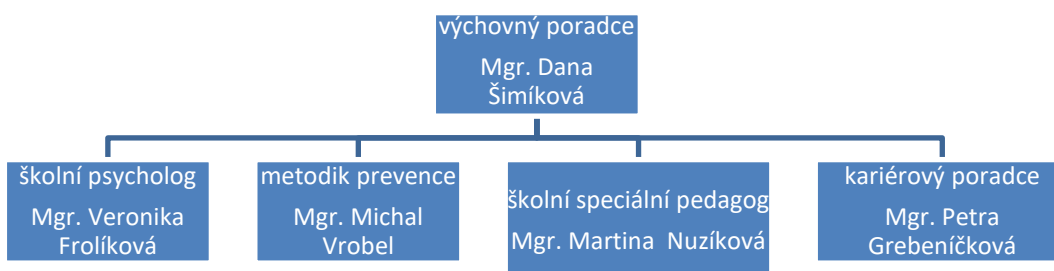 výchovný poradce
Mgr. Dana
Šimíková
školní psycholog
Mgr. Veronika
Frolíková
metodik prevence
Mgr. Michal
Vrobel
školní speciální pedagog
Mgr. Martina  Nuzíková
kariérový poradce
Mgr. Petra
Grebeníčková